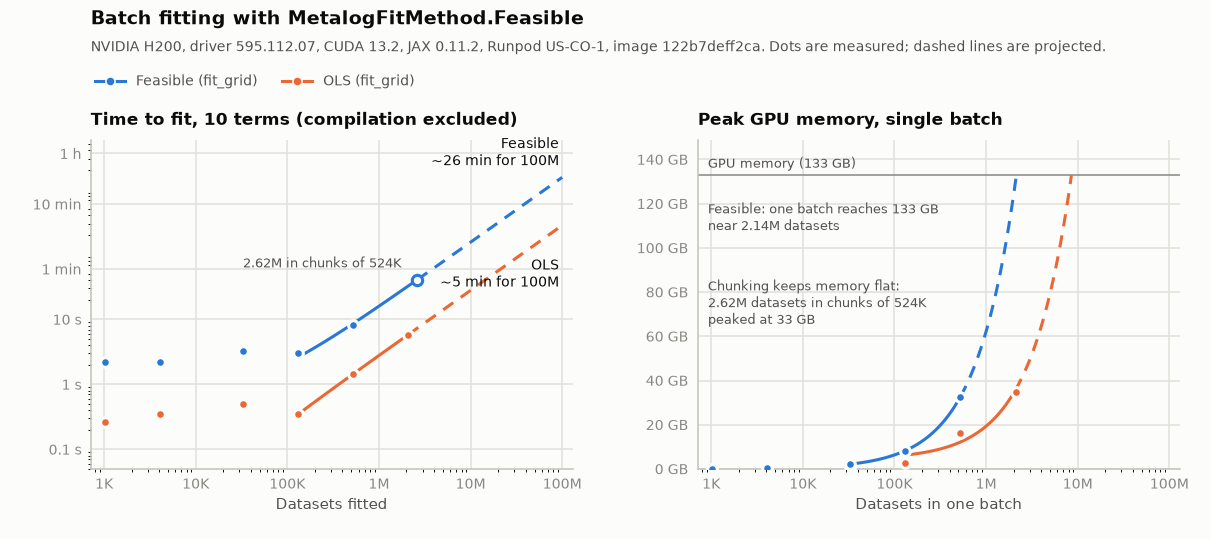 Batch fitting with MetalogFitMethod.Feasible
NVIDIA H200, driver 595.112.07, CUDA 13.2, JAX 0.11.2, Runpod US-CO-1, image 122b7deff2ca. Dots are measured; dashed lines are projected.
Feasible (fit_grid)
OLS (fit_grid)
Time to fit, 10 terms (compilation excluded)
1 h
10 min
1 min
10 s
1 s
0.1 s
Feasible
~26 min for 100M
2.62M in chunks of 524K
OLS
~5 min for 100M
1K
10K
100K
1M
10M
100M
Datasets fitted
Peak GPU memory, single batch
140 GB
120 GB
100 GB
80 GB
60 GB
40 GB
20 GB
0 GB
GPU memory (133 GB)
Feasible: one batch reaches 133 GB
near 2.14M datasets
Chunking keeps memory flat:
2.62M datasets in chunks of 524K
peaked at 33 GB
1K
10K
100K
1M
10M
100M
Datasets in one batch